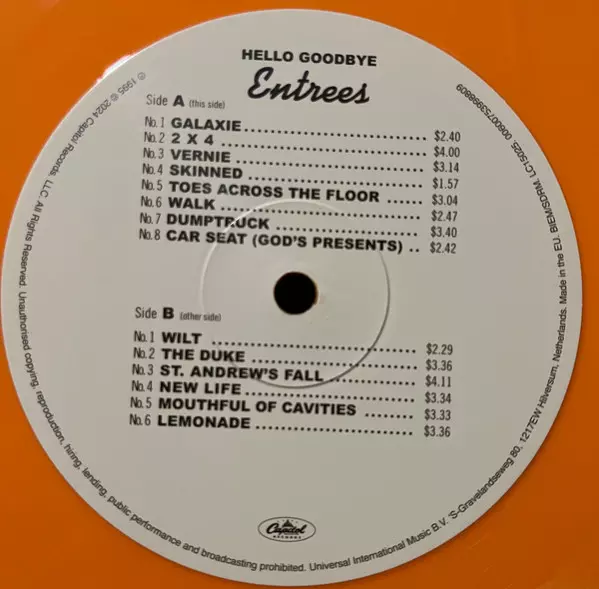 HELLO GOODBYE
Entrees
Side A (this side)
No.1 GALAXIE.................................... $2.40
No.2 2 X 4 .................................... $4.00
No.3 VERNIE.................................... $3.14
No.4 SKINNED .................................... $1.57
No.5 TOES ACROSS THE FLOOR ...... $3.04
No.6 WALK .................................... $2.47
No.7 DUMPTRUCK ........................ $3.40
No.8 CAR SEAT (GOD'S PRESENTS) .. $2.42
Side B (other side)
No.1 WILT .................................... $2.29
No.2 THE DUKE ............................ $3.36
No.3 ST. ANDREW'S FALL ............... $4.11
No.4 NEW LIFE............................ $3.34
No.5 MOUTHFUL OF CAVITIES ........ $3.33
No.6 LEMONADE ........................... $3.36
Capitol
RECORDS
℗ 1995 © 2024 Capitol Records, LLC. All Rights Reserved. Unauthorised copying, reproduction, hiring, lending, public performance and broadcasting prohibited. Universal International Music B.V. 'S-Gravelandseweg 80, 1217EW Hilversum, Netherlands. Made in the EU. BIEM/SDRM. LC15025. 00600753988809